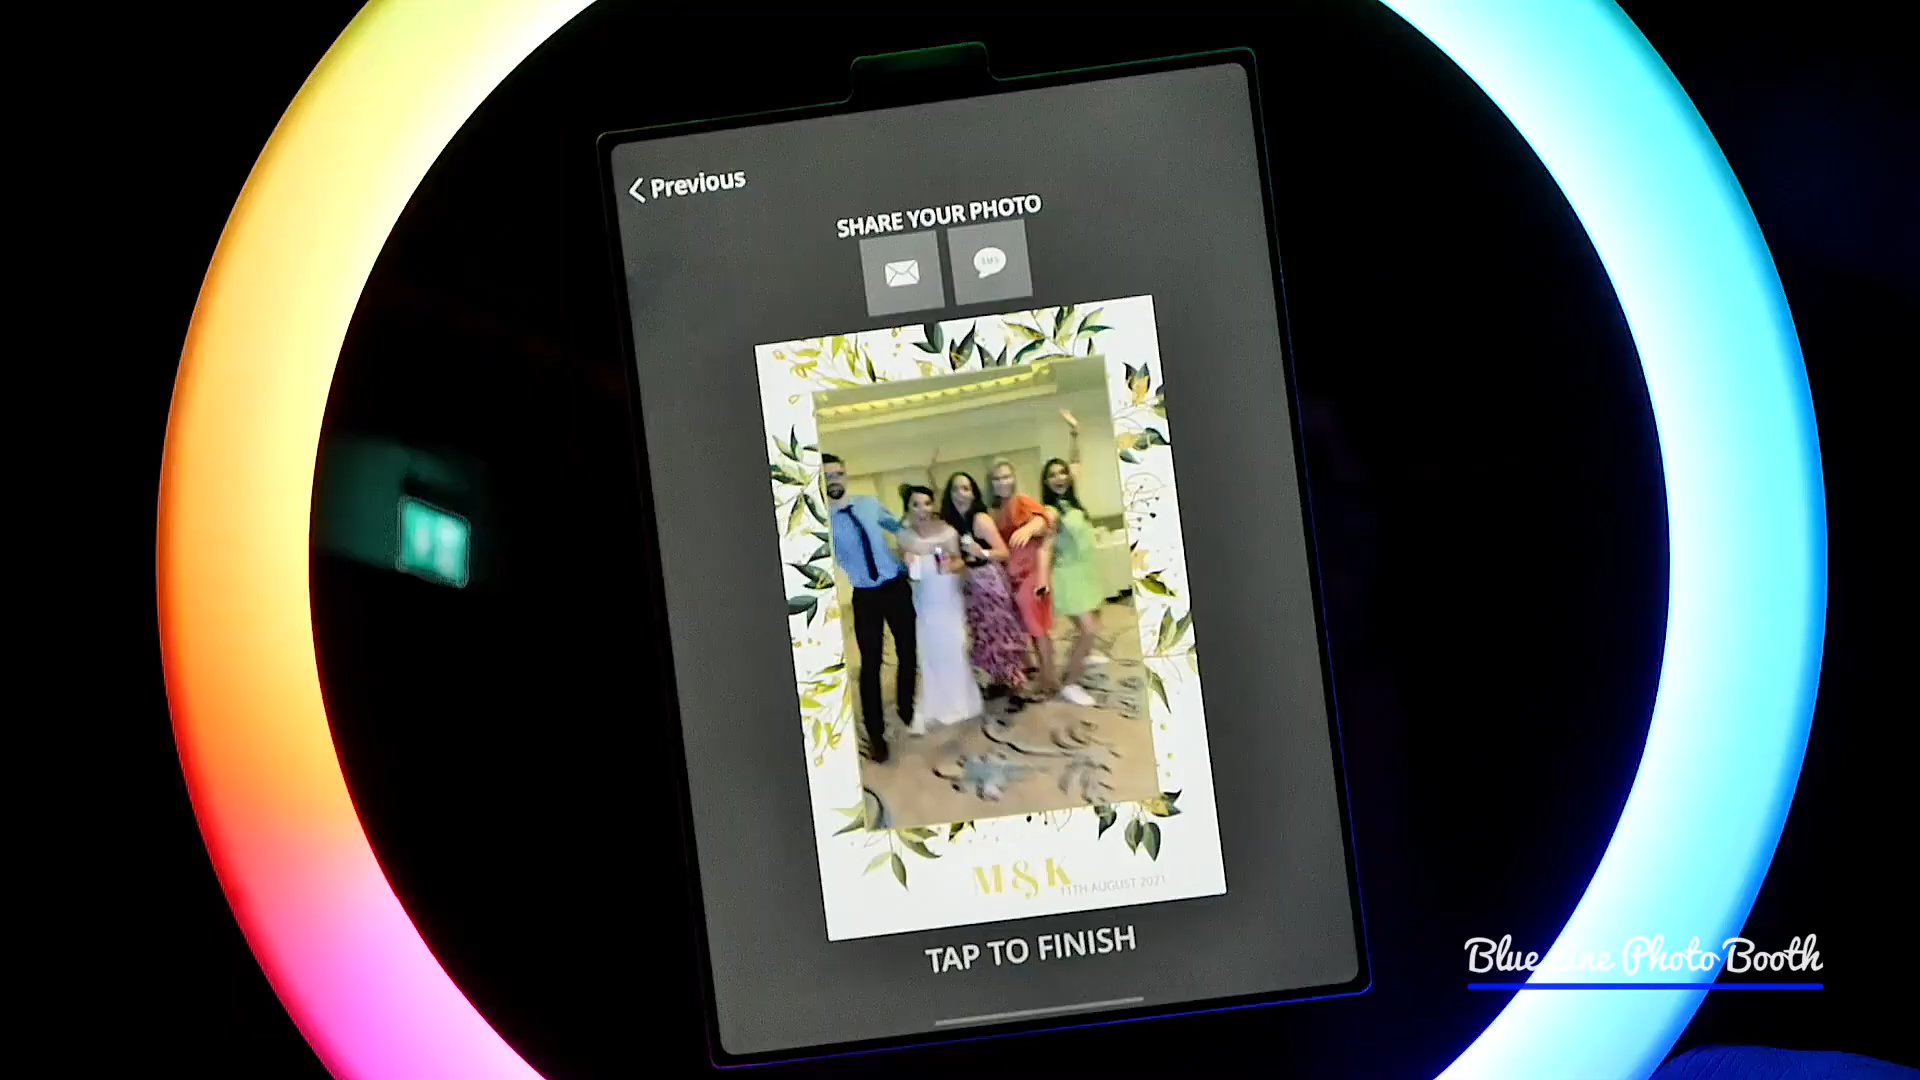 Previous
SHARE YOUR PHOTO
SMS
M & K
11TH AUGUST 2021
TAP TO FINISH
Blue Line Photo Booth